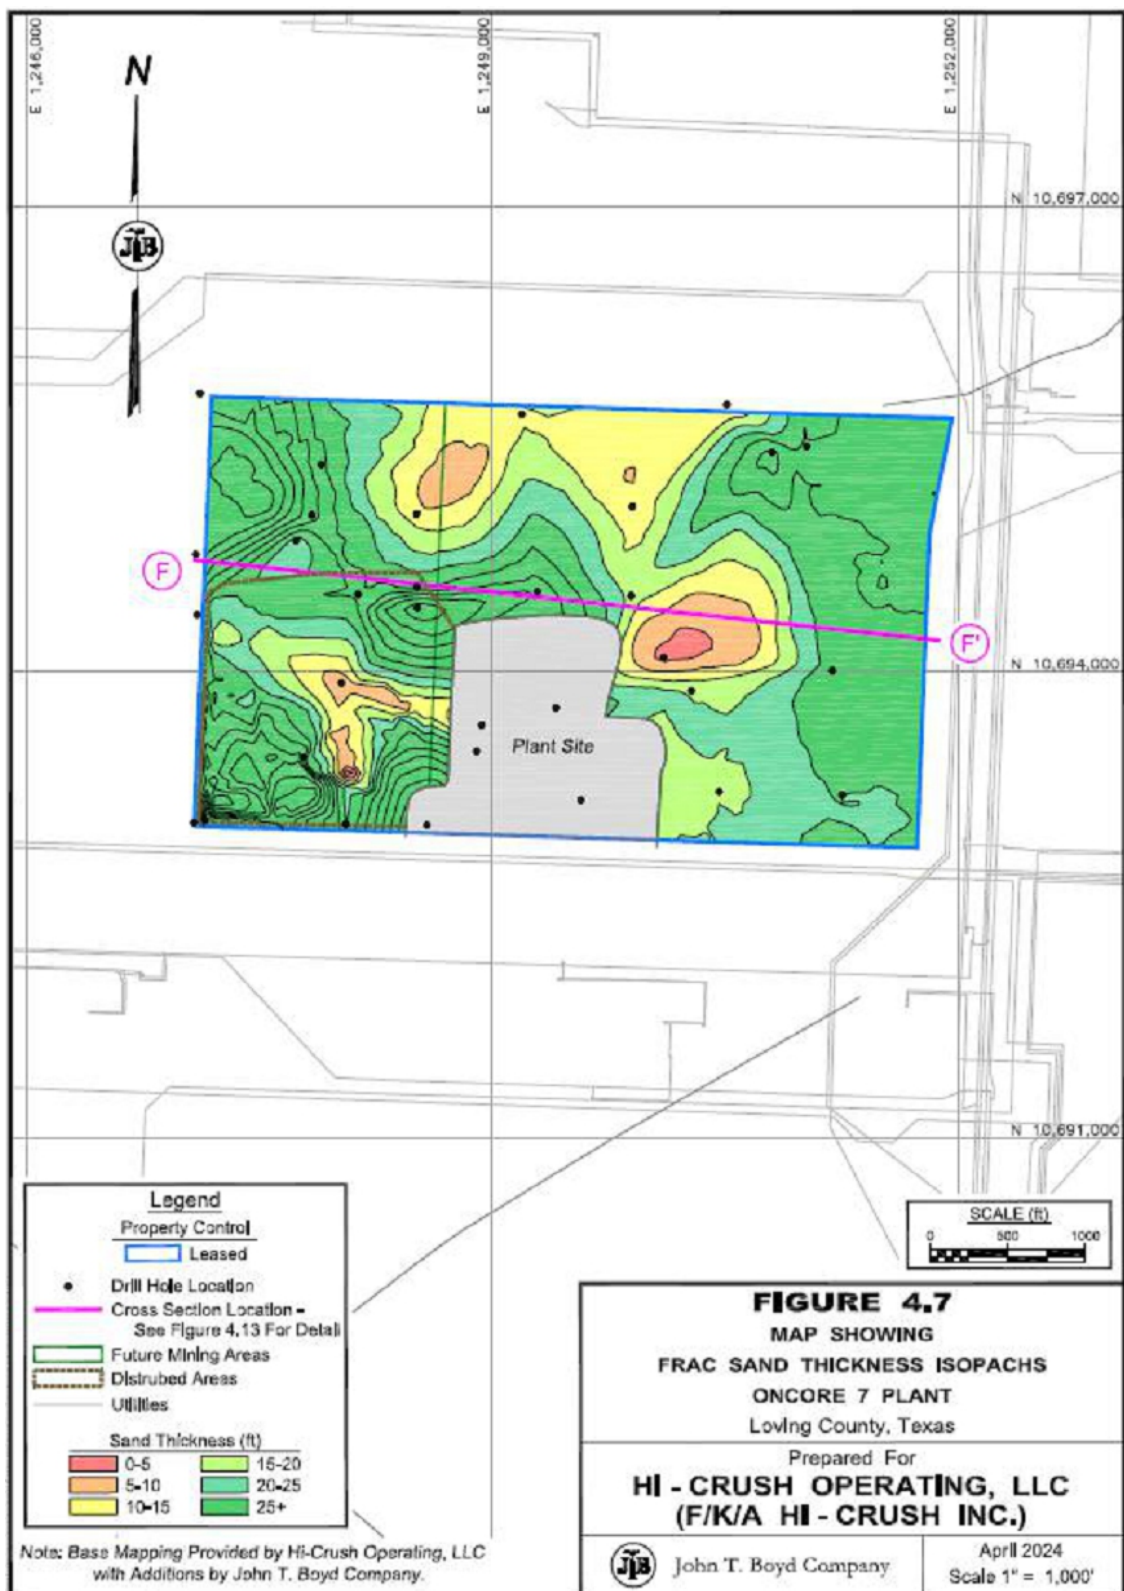 E 1,246,000
E 1,249,000
E 1,252,000
N
JTB
N 10,697,000
F
F'
N 10,694,000
Plant Site
N 10,691,000
Legend
Property Control
Leased
Drill Hole Location
Cross Section Location -
See Figure 4.13 For Detail
Future Mining Areas
Distrubed Areas
Utilities
Sand Thickness (ft)
0-5
15-20
5-10
20-25
10-15
25+
Note: Base Mapping Provided by Hi-Crush Operating, LLC
with Additions by John T. Boyd Company.
SCALE (ft)
0 500 1000
FIGURE 4.7
MAP SHOWING
FRAC SAND THICKNESS ISOPACHS
ONCORE 7 PLANT
Loving County, Texas
Prepared For
HI - CRUSH OPERATING, LLC
(F/K/A HI - CRUSH INC.)
JTB
John T. Boyd Company
April 2024
Scale 1" = 1,000'